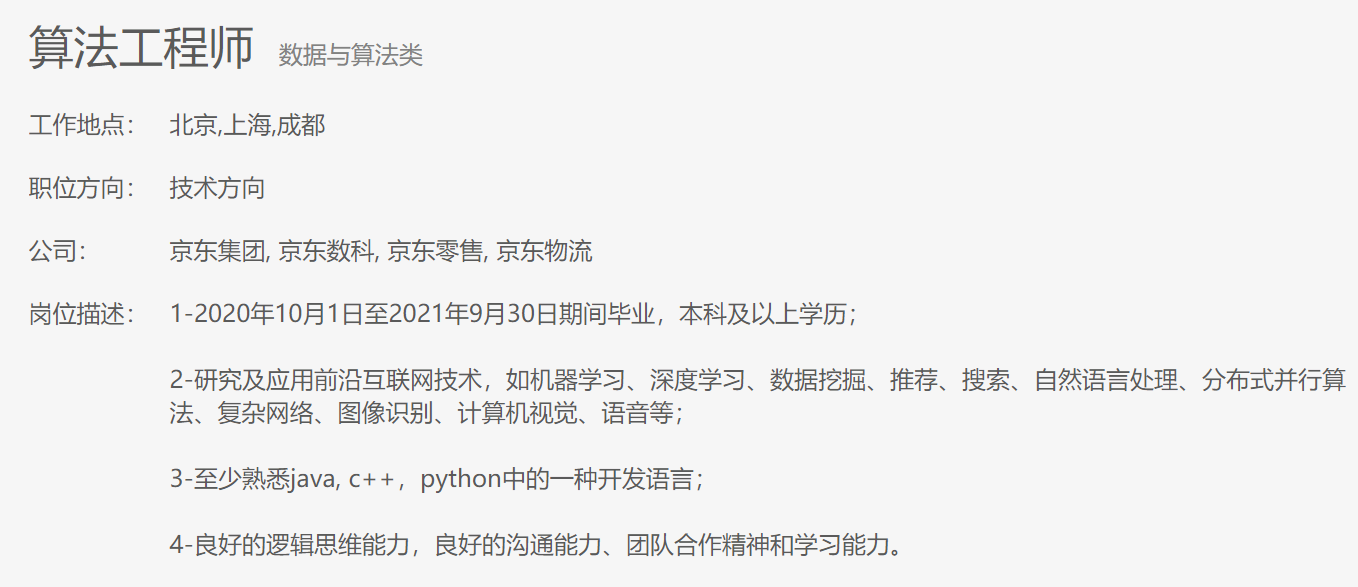 算法工程师 数据与算法类
工作地点： 北京,上海,成都
职位方向： 技术方向
公司： 京东集团, 京东数科, 京东零售, 京东物流
岗位描述： 1-2020年10月1日至2021年9月30日期间毕业，本科及以上学历；
2-研究及应用前沿互联网技术，如机器学习、深度学习、数据挖掘、推荐、搜索、自然语言处理、分布式并行算
法、复杂网络、图像识别、计算机视觉、语音等；
3-至少熟悉java, c++，python中的一种开发语言；
4-良好的逻辑思维能力，良好的沟通能力、团队合作精神和学习能力。